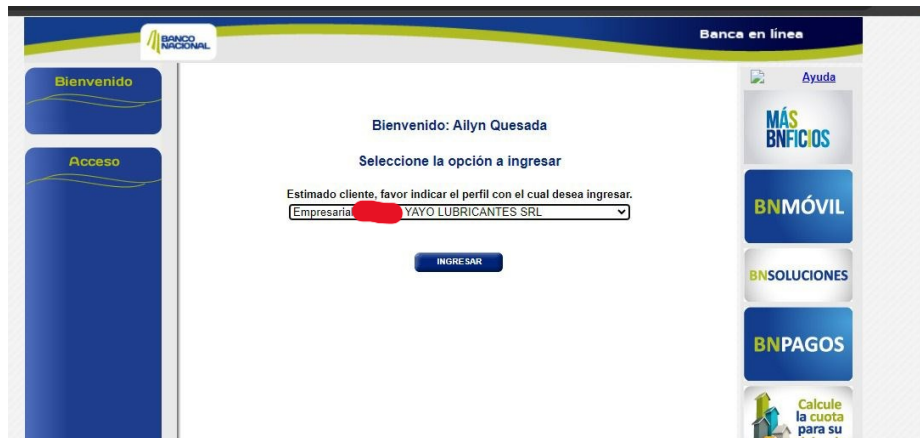 BANCO
NACIONAL
Banca en línea
Bienvenido
Acceso
Bienvenido: Ailyn Quesada
Seleccione la opción a ingresar
Estimado cliente, favor indicar el perfil con el cual desea ingresar.
Empresarial YAYO LUBRICANTES SRL
INGRESAR
Ayuda
MÁS
BNFICIOS
BNMÓVIL
BNSOLUCIONES
BNPAGOS
Calcule
la cuota
para su